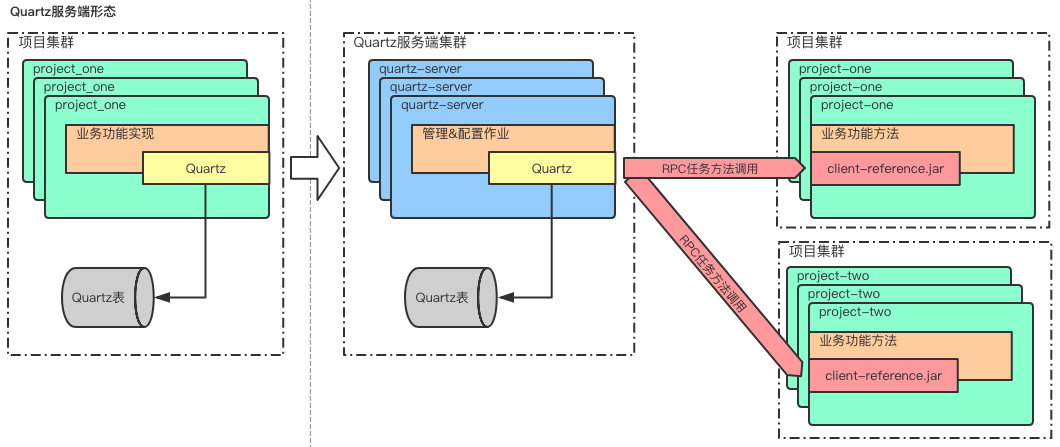 Quartz服务端形态
项目集群
project_one
project_one
project_one
业务功能实现
Quartz
Quartz表
Quartz服务端集群
quartz-server
quartz-server
quartz-server
管理&配置作业
Quartz
Quartz表
RPC任务方法调用
RPC任务方法调用
项目集群
project-one
project-one
project-one
业务功能方法
client-reference.jar
项目集群
project-two
project-two
project-two
业务功能方法
client-reference.jar